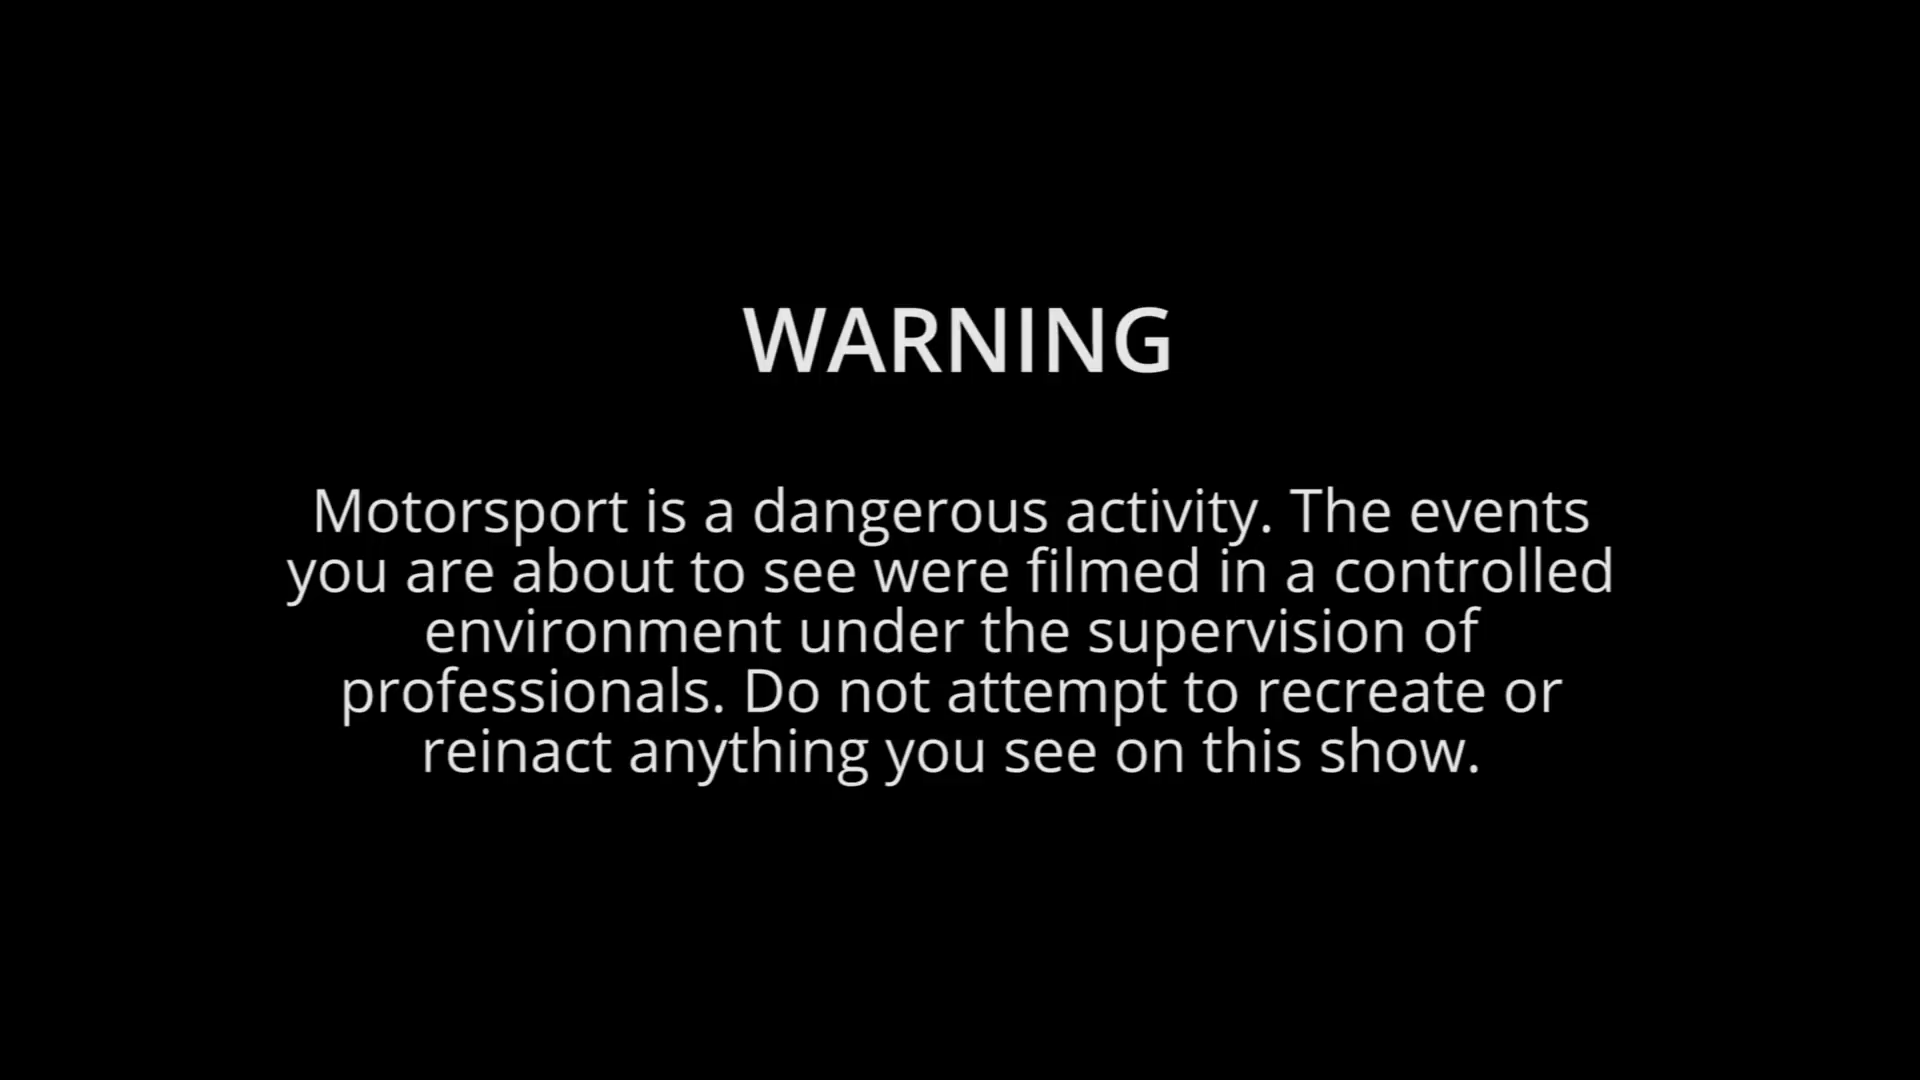 WARNING
Motorsport is a dangerous activity. The events
you are about to see were filmed in a controlled
environment under the supervision of
professionals. Do not attempt to recreate or
reinact anything you see on this show.